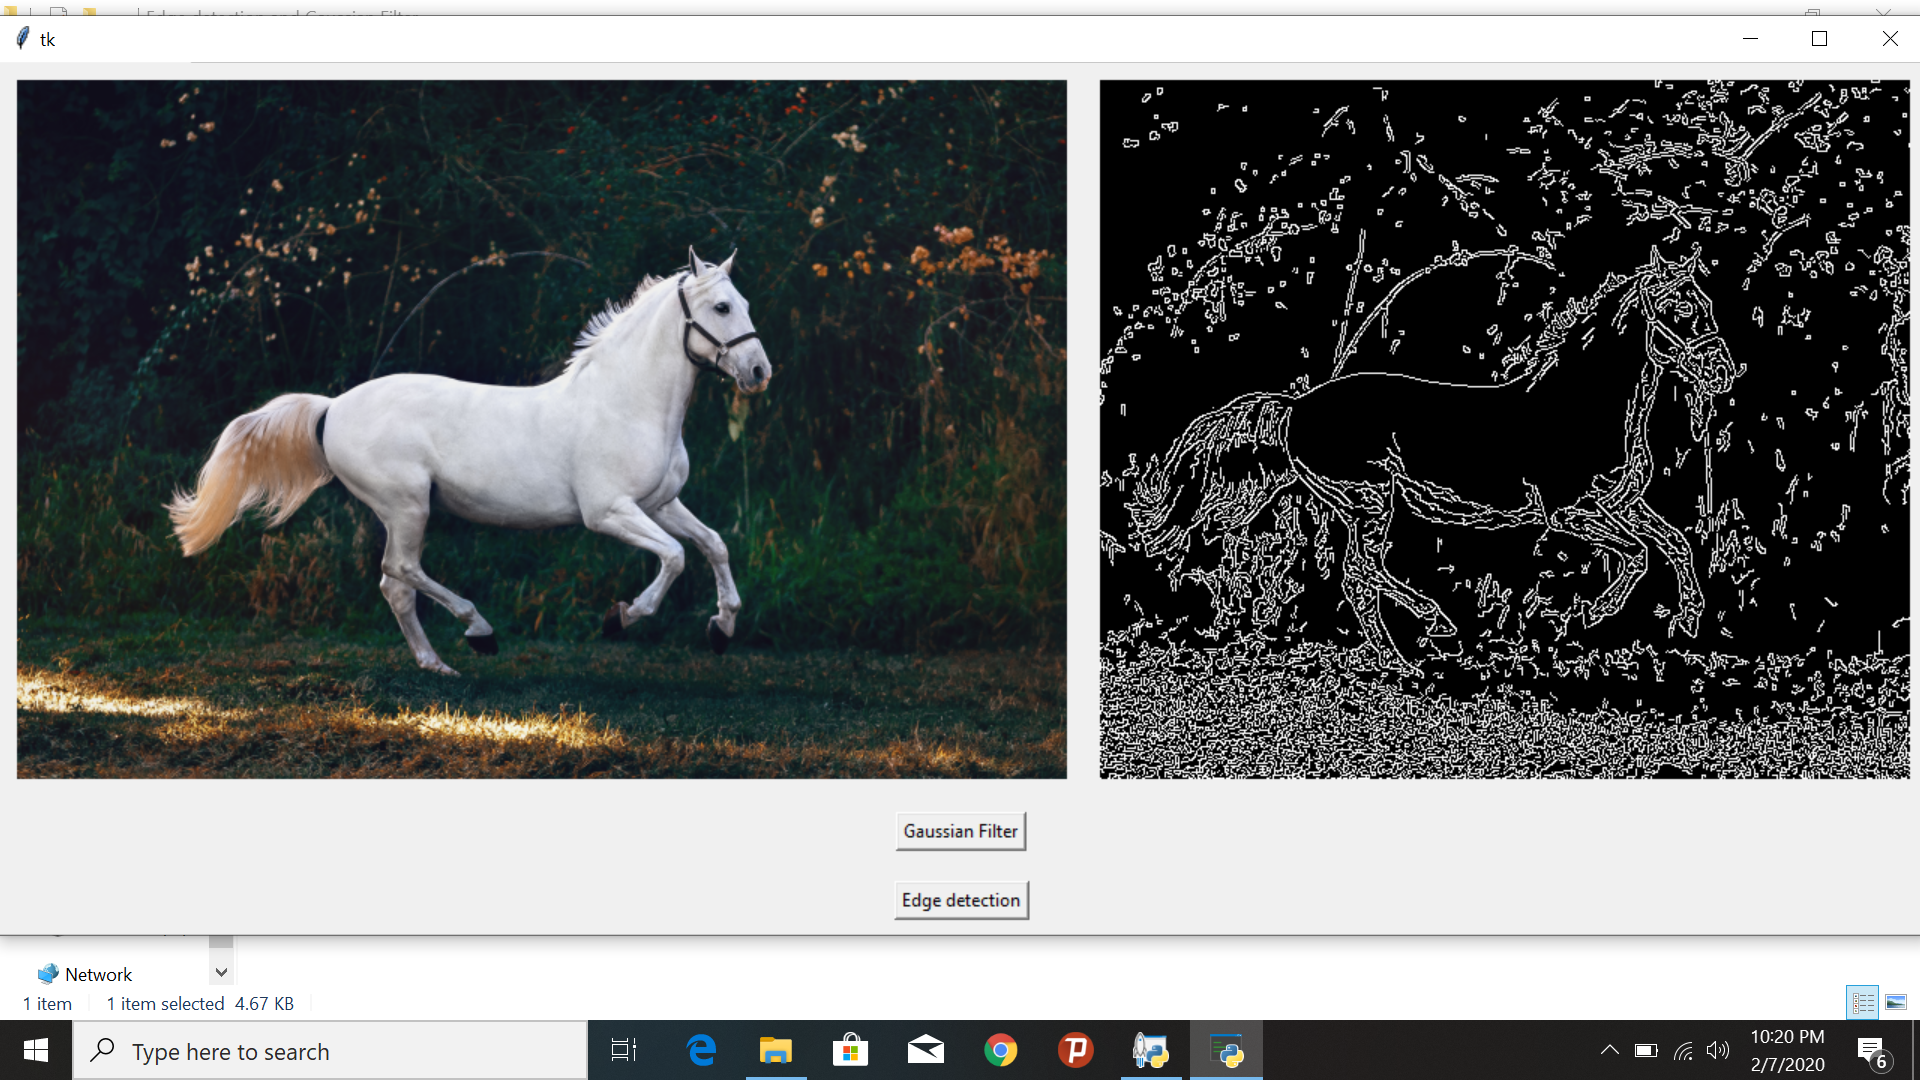 Edge detection and Gaussian Filter
tk
Gaussian Filter
Edge detection
Network
1 item 1 item selected 4.67 KB
Type here to search
10:20 PM
2/7/2020
6